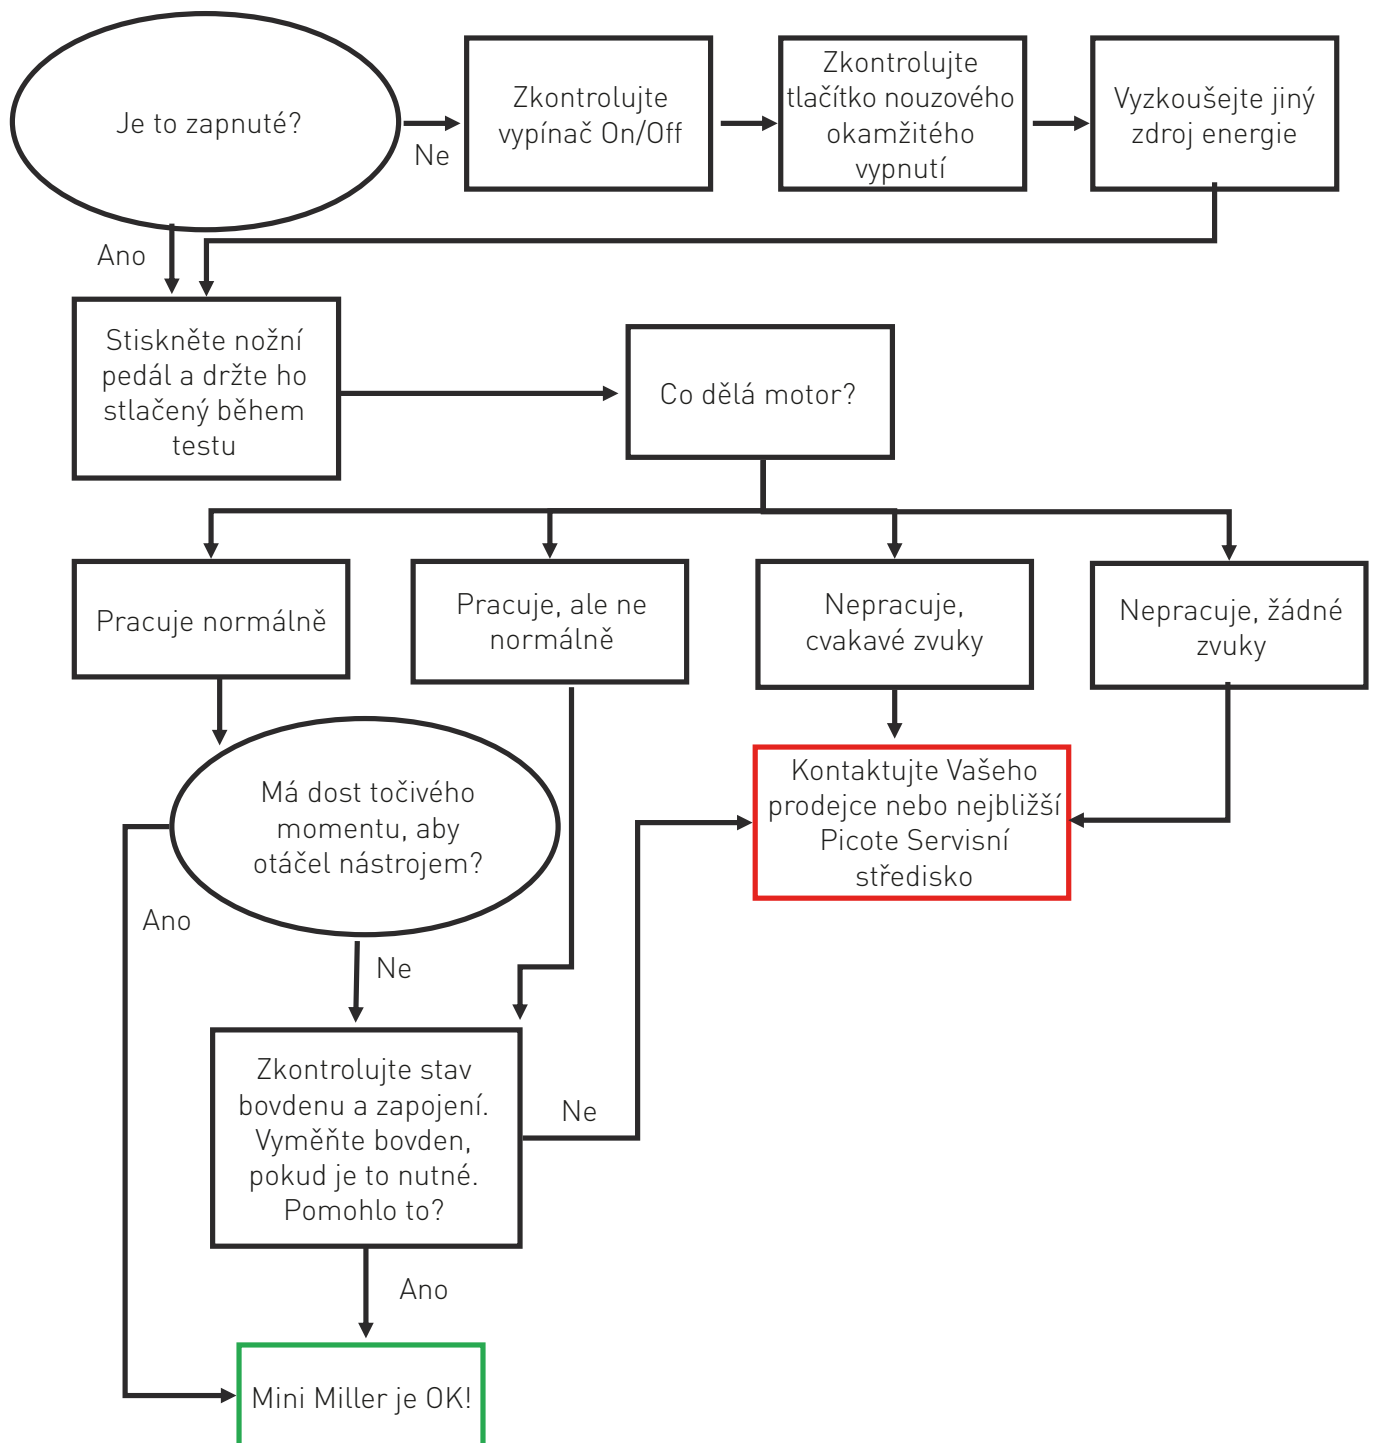 Je to zapnuté?
Ne
Zkontrolujte
vypínač On/Off
Zkontrolujte
tlačítko nouzového
okamžitého
vypnutí
Vyzkoušejte jiný
zdroj energie
Ano
Stiskněte nožní
pedál a držte ho
stlačený během
testu
Co dělá motor?
Pracuje normálně
Pracuje, ale ne
normálně
Nepracuje,
cvakavé zvuky
Nepracuje, žádné
zvuky
Má dost točivého
momentu, aby
otáčel nástrojem?
Kontaktujte Vašeho
prodejce nebo nejbližší
Picote Servisní
středisko
Ano
Ne
Zkontrolujte stav
bovdenu a zapojení.
Vyměňte bovden,
pokud je to nutné.
Pomohlo to?
Ne
Ano
Mini Miller je OK!